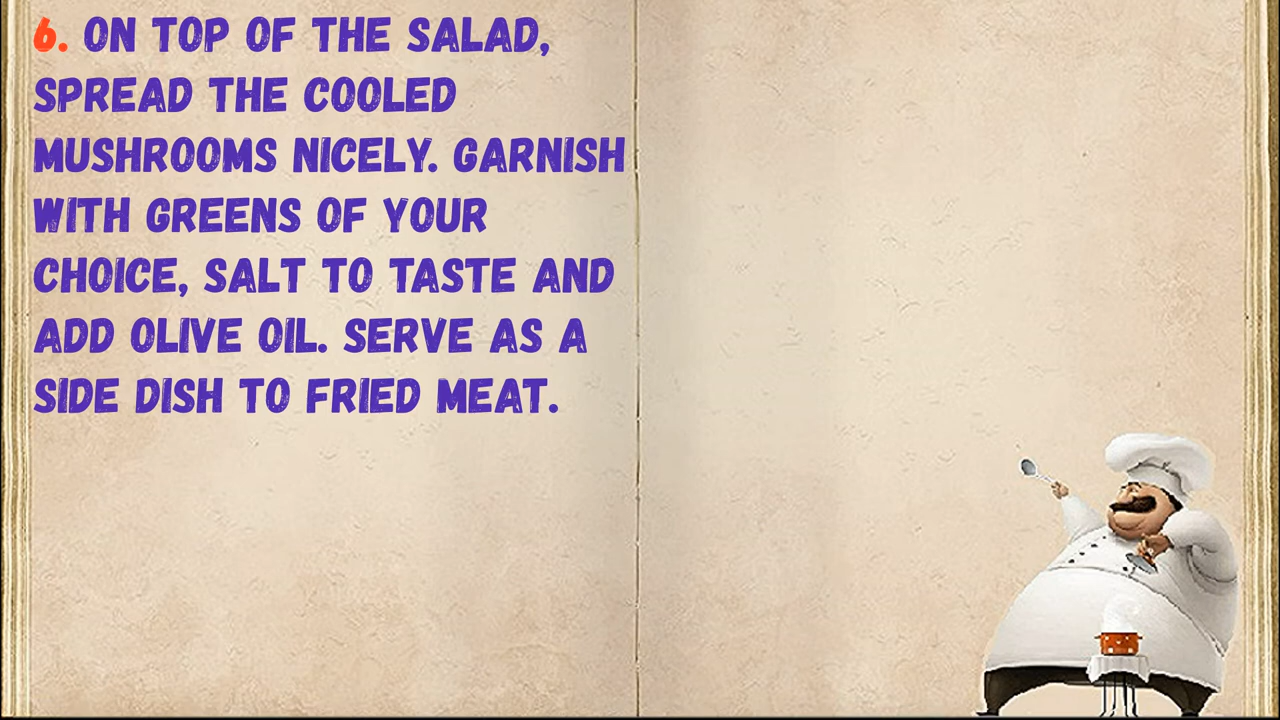 6. ON TOP OF THE SALAD,
SPREAD THE COOLED
MUSHROOMS NICELY. GARNISH
WITH GREENS OF YOUR
CHOICE, SALT TO TASTE AND
ADD OLIVE OIL. SERVE AS A
SIDE DISH TO FRIED MEAT.